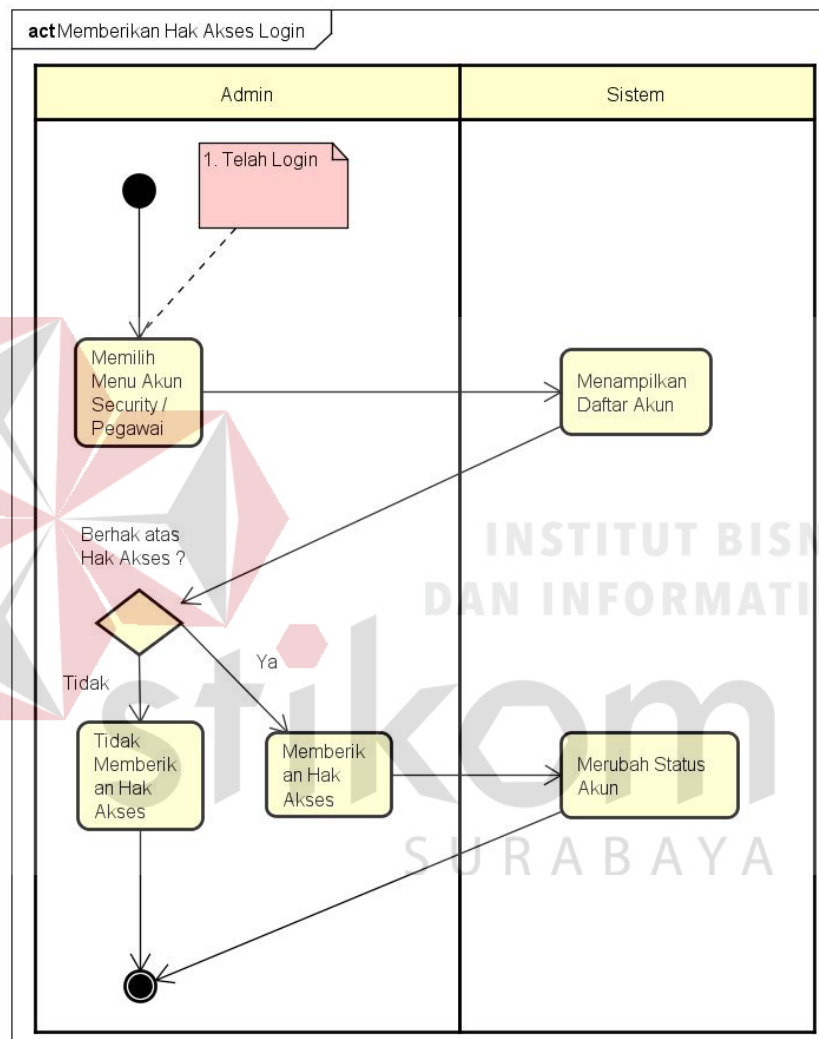 act Memberikan Hak Akses Login
Admin
Sistem
1. Telah Login
Memilih
Menu Akun
Security /
Pegawai
Menampilkan
Daftar Akun
Berhak atas
Hak Akses ?
Tidak
Ya
Tidak
Memberik
an Hak
Akses
Memberik
an Hak
Akses
Merubah Status
Akun
INSTITUT BISN
DAN INFORMATI
stikom
SURABAYA